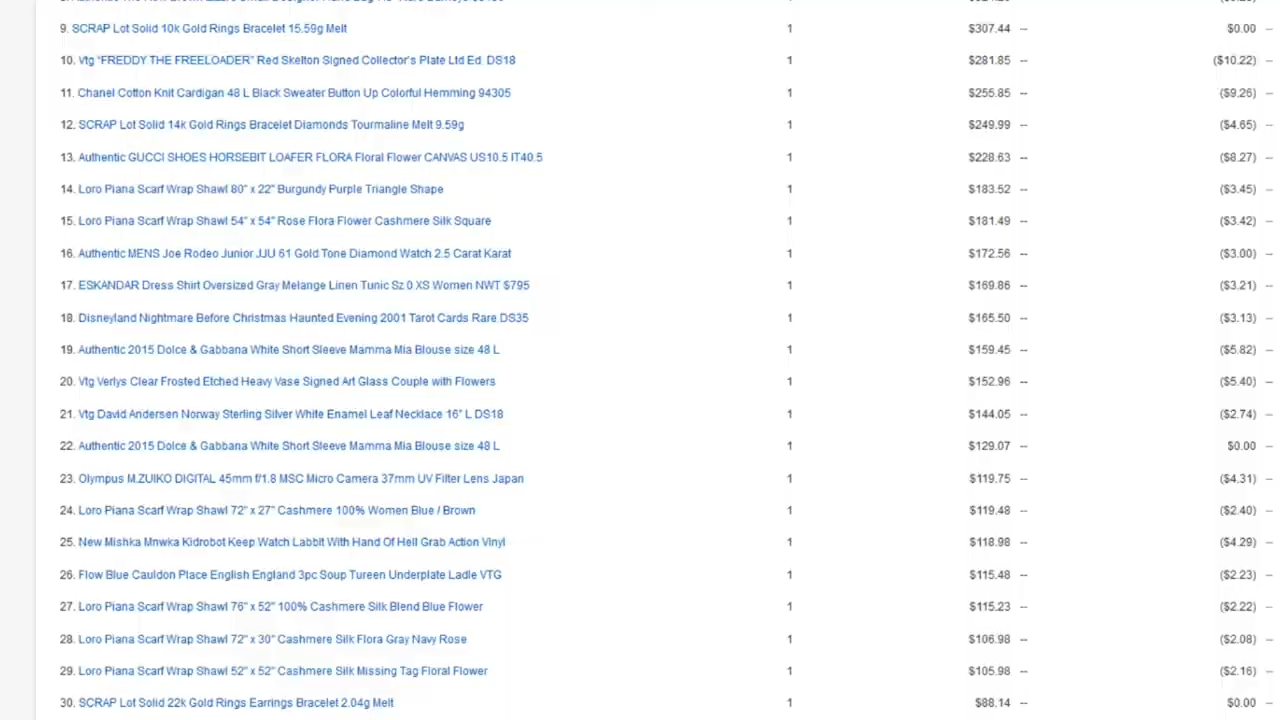 9. SCRAP Lot Solid 10k Gold Rings Bracelet 15.59g Melt 1 $307.44 -- $0.00 --
10. Vtg "FREDDY THE FREELOADER" Red Skelton Signed Collector's Plate Ltd Ed. DS18 1 $281.85 -- ($10.22) --
11. Chanel Cotton Knit Cardigan 48 L Black Sweater Button Up Colorful Hemming 94305 1 $255.85 -- ($9.26) --
12. SCRAP Lot Solid 14k Gold Rings Bracelet Diamonds Tourmaline Melt 9.59g 1 $249.99 -- ($4.65) --
13. Authentic GUCCI SHOES HORSEBIT LOAFER FLORA Floral Flower CANVAS US10.5 IT40.5 1 $228.63 -- ($8.27) --
14. Loro Piana Scarf Wrap Shawl 80" x 22" Burgundy Purple Triangle Shape 1 $183.52 -- ($3.45) --
15. Loro Piana Scarf Wrap Shawl 54" x 54" Rose Flora Flower Cashmere Silk Square 1 $181.49 -- ($3.42) --
16. Authentic MENS Joe Rodeo Junior JJU 61 Gold Tone Diamond Watch 2.5 Carat Karat 1 $172.56 -- ($3.00) --
17. ESKANDAR Dress Shirt Oversized Gray Melange Linen Tunic Sz 0 XS Women NWT $795 1 $169.86 -- ($3.21) --
18. Disneyland Nightmare Before Christmas Haunted Evening 2001 Tarot Cards Rare DS35 1 $165.50 -- ($3.13) --
19. Authentic 2015 Dolce & Gabbana White Short Sleeve Mamma Mia Blouse size 48 L 1 $159.45 -- ($5.82) --
20. Vtg Verlys Clear Frosted Etched Heavy Vase Signed Art Glass Couple with Flowers 1 $152.96 -- ($5.40) --
21. Vtg David Andersen Norway Sterling Silver White Enamel Leaf Necklace 16" L DS18 1 $144.05 -- ($2.74) --
22. Authentic 2015 Dolce & Gabbana White Short Sleeve Mamma Mia Blouse size 48 L 1 $129.07 -- $0.00 --
23. Olympus M.ZUIKO DIGITAL 45mm f/1.8 MSC Micro Camera 37mm UV Filter Lens Japan 1 $119.75 -- ($4.31) --
24. Loro Piana Scarf Wrap Shawl 72" x 27" Cashmere 100% Women Blue / Brown 1 $119.48 -- ($2.40) --
25. New Mishka Mnwka Kidrobot Keep Watch Labbit With Hand Of Hell Grab Action Vinyl 1 $118.98 -- ($4.29) --
26. Flow Blue Cauldon Place English England 3pc Soup Tureen Underplate Ladle VTG 1 $115.48 -- ($2.23) --
27. Loro Piana Scarf Wrap Shawl 76" x 52" 100% Cashmere Silk Blend Blue Flower 1 $115.23 -- ($2.22) --
28. Loro Piana Scarf Wrap Shawl 72" x 30" Cashmere Silk Flora Gray Navy Rose 1 $106.98 -- ($2.08) --
29. Loro Piana Scarf Wrap Shawl 52" x 52" Cashmere Silk Missing Tag Floral Flower 1 $105.98 -- ($2.16) --
30. SCRAP Lot Solid 22k Gold Rings Earrings Bracelet 2.04g Melt 1 $88.14 -- $0.00 --